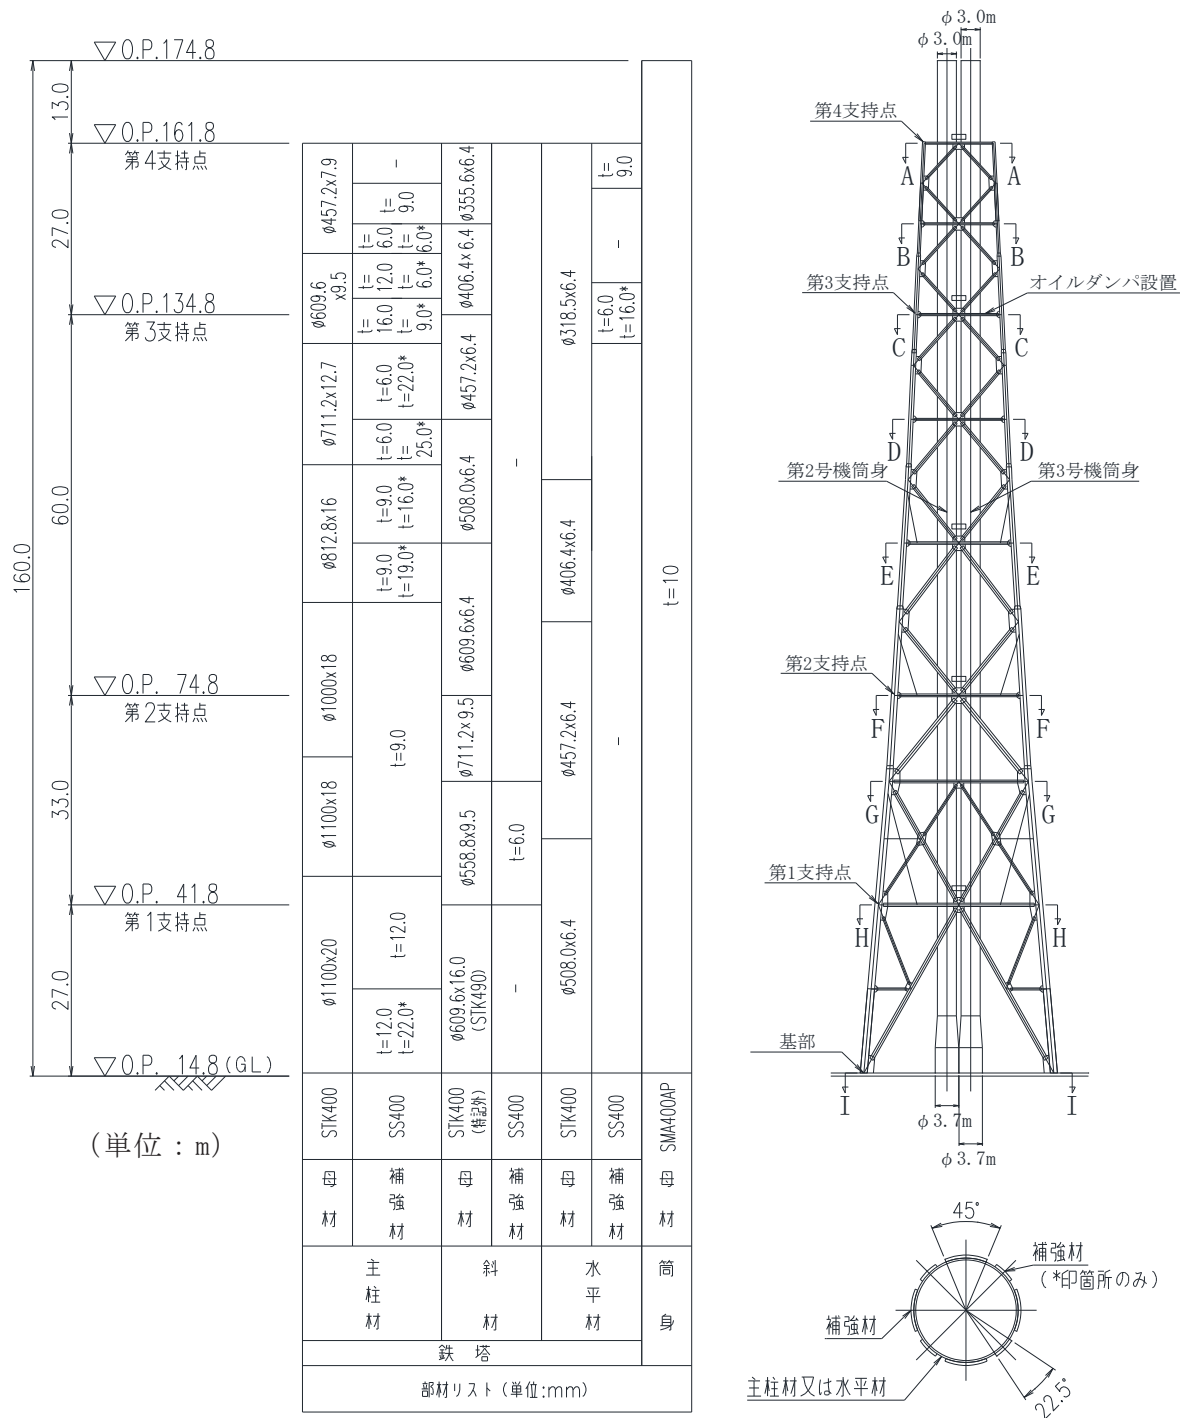 ▽O.P.174.8
13.0
▽O.P.161.8
第4支持点
27.0
▽O.P.134.8
第3支持点
60.0
160.0
▽O.P. 74.8
第2支持点
33.0
▽O.P. 41.8
第1支持点
27.0
▽O.P. 14.8(GL)
(単位:m)
φ457.2x7.9
φ609.6
x9.5
φ711.2x12.7
φ812.8x16
φ1000x18
φ1100x18
φ1100x20
STK400
母材
-
t=
9.0
t=
6.0
t=
6.0*
t=
12.0
t=
6.0*
t=
16.0
t=
9.0*
t=6.0
t=22.0*
t=6.0
t=
25.0*
t=9.0
t=16.0*
t=9.0
t=19.0*
t=9.0
t=12.0
t=12.0
t=22.0*
SS400
補強材
主柱材
φ355.6x6.4
φ406.4x6.4
φ457.2x6.4
φ508.0x6.4
φ609.6x6.4
φ711.2x9.5
φ558.8x9.5
φ609.6x16.0
(STK490)
STK400
(特記外)
母材
-
t=6.0
-
SS400
補強材
斜材
φ318.5x6.4
φ406.4x6.4
φ457.2x6.4
φ508.0x6.4
STK400
母材
t=
9.0
-
t=6.0
t=16.0*
-
SS400
補強材
水平材
t=10
SMA400AP
母材
筒身
鉄塔
部材リスト(単位:mm)
φ3.0m
φ3.0m
第4支持点
A A
B B
第3支持点
オイルダンパ設置
C C
D D
第2号機筒身
第3号機筒身
E E
第2支持点
F F
G G
第1支持点
H H
基部
I I
φ3.7m
φ3.7m
45°
補強材
(*印箇所のみ)
補強材
主柱材又は水平材
22.5°